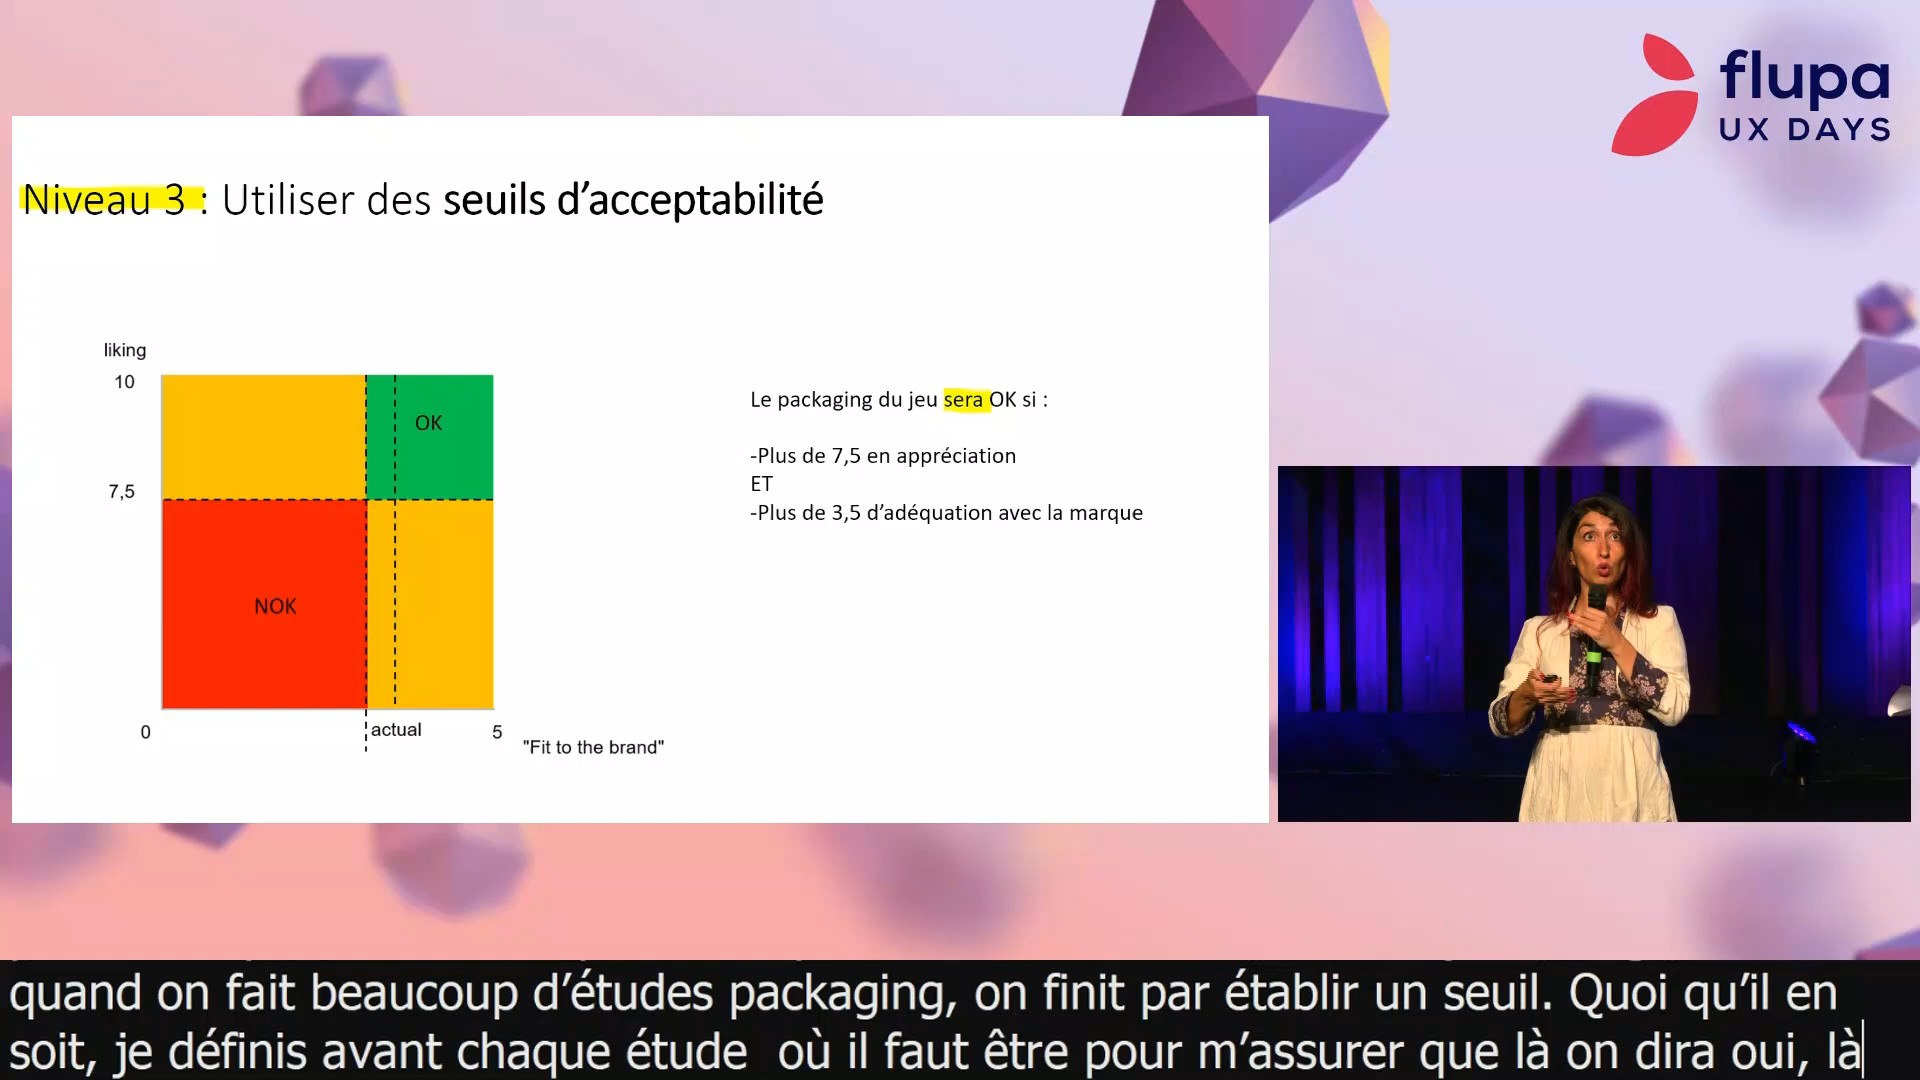 flupa
UX DAYS
Niveau 3 : Utiliser des seuils d’acceptabilité
liking
10
OK
7,5
NOK
0
actual
5
"Fit to the brand"
Le packaging du jeu sera OK si :
-Plus de 7,5 en appréciation
ET
-Plus de 3,5 d’adéquation avec la marque
quand on fait beaucoup d’études packaging, on finit par établir un seuil. Quoi qu’il en
soit, je définis avant chaque étude  où il faut être pour m’assurer que là on dira oui, là